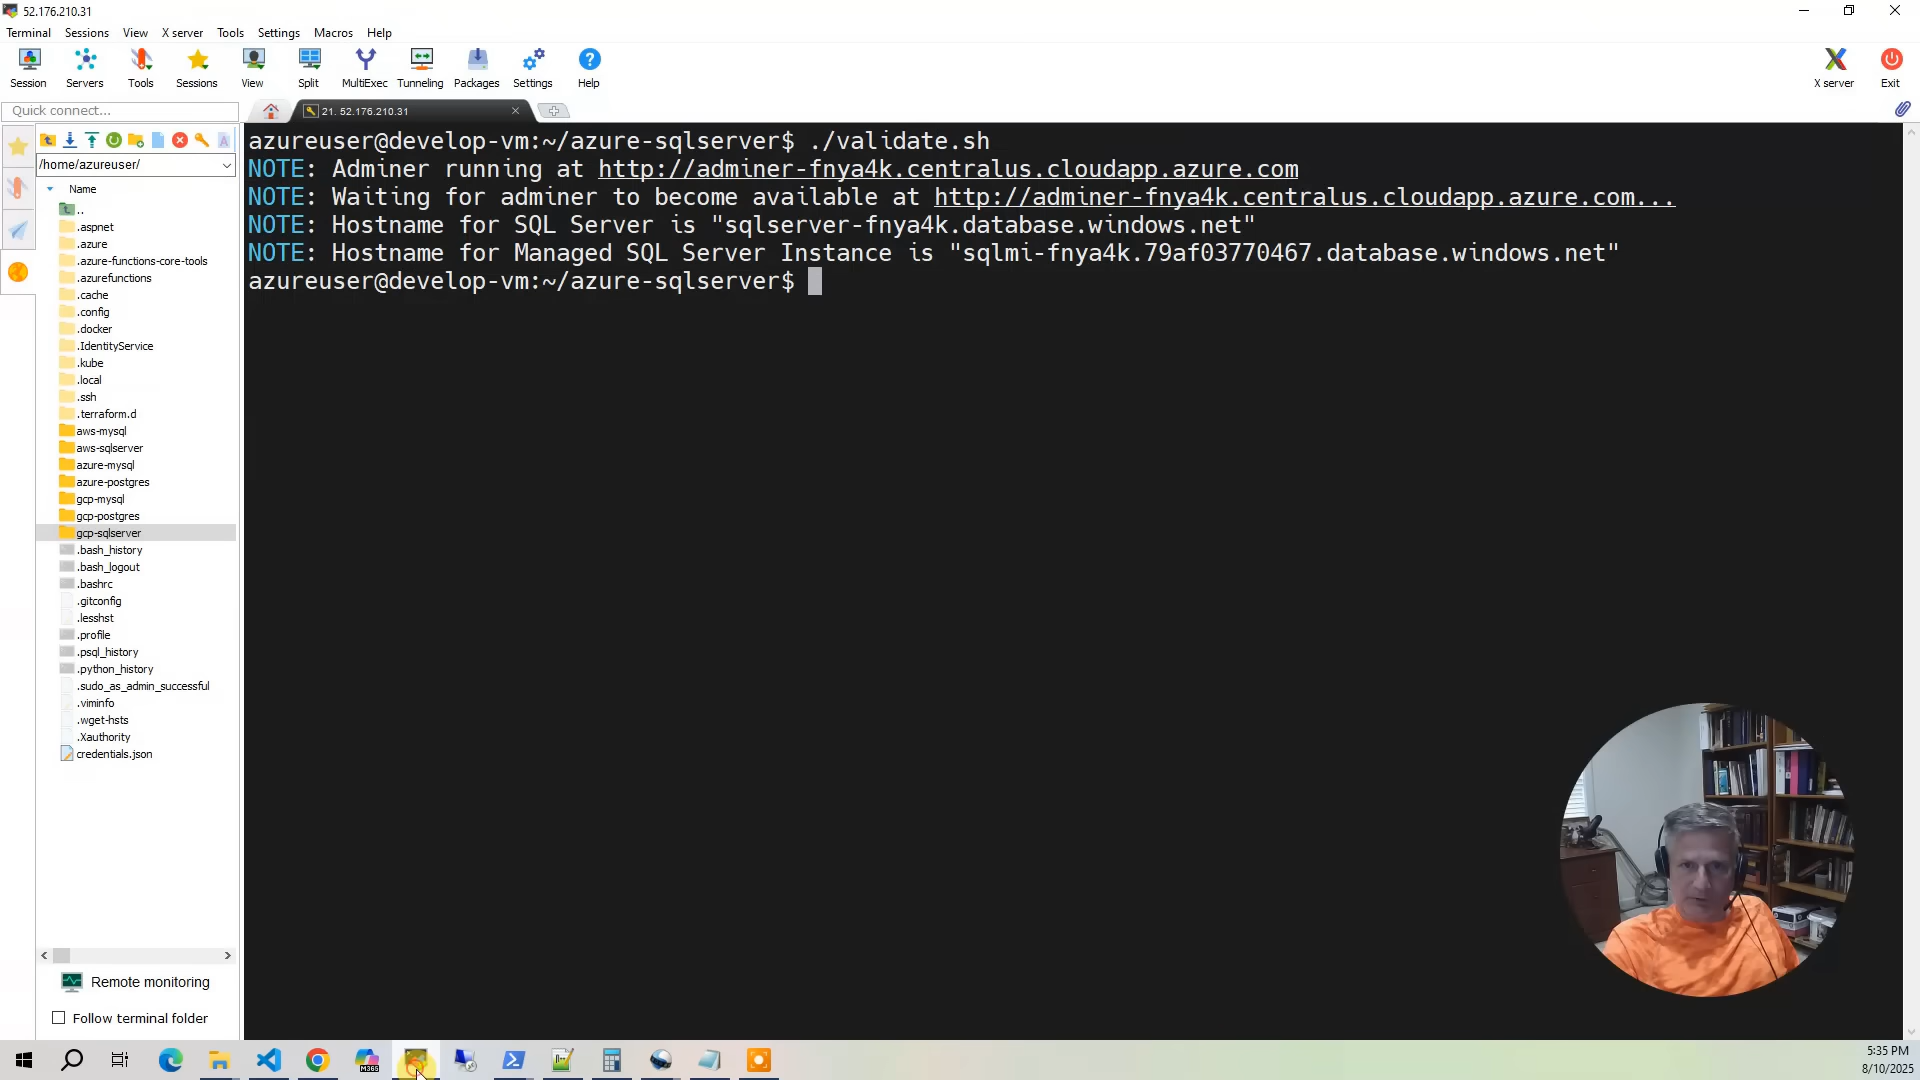 52.176.210.31
Terminal Sessions View X server Tools Settings Macros Help
Session Servers Tools Sessions View Split MultiExec Tunneling Packages Settings Help X server Exit
Quick connect...
21. 52.176.210.31
/home/azureuser/
Name
..
.aspnet
.azure
.azure-functions-core-tools
.azurefunctions
.cache
.config
.docker
.IdentityService
.kube
.local
.ssh
.terraform.d
aws-mysql
aws-sqlserver
azure-mysql
azure-postgres
gcp-mysql
gcp-postgres
gcp-sqlserver
.bash_history
.bash_logout
.bashrc
.gitconfig
.lesshst
.profile
.psql_history
.python_history
.sudo_as_admin_successful
.viminfo
.wget-hsts
.Xauthority
credentials.json
Remote monitoring
Follow terminal folder
azureuser@develop-vm:~/azure-sqlserver$ ./validate.sh
NOTE: Adminer running at http://adminer-fnya4k.centralus.cloudapp.azure.com
NOTE: Waiting for adminer to become available at http://adminer-fnya4k.centralus.cloudapp.azure.com...
NOTE: Hostname for SQL Server is "sqlserver-fnya4k.database.windows.net"
NOTE: Hostname for Managed SQL Server Instance is "sqlmi-fnya4k.79af03770467.database.windows.net"
azureuser@develop-vm:~/azure-sqlserver$
M365
5:35 PM
8/10/2025